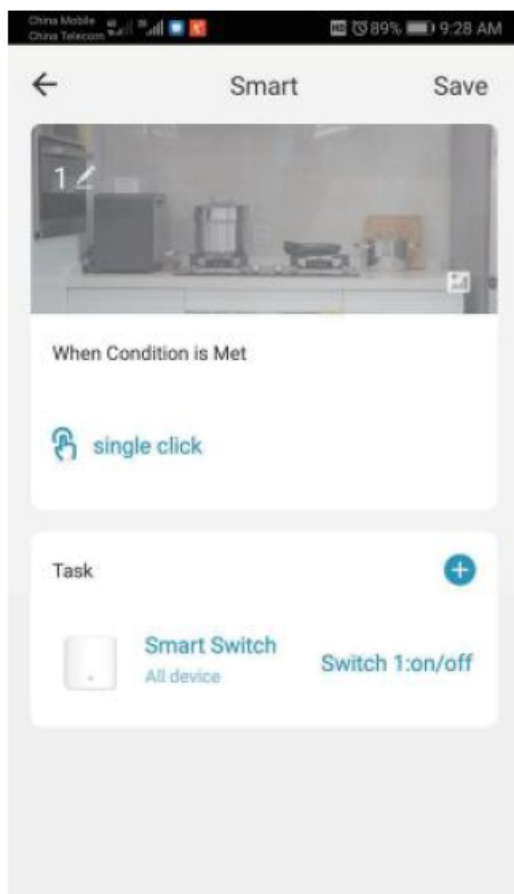 China Mobile
China Telecom
HD 89% 9:28 AM
Smart Save
1
When Condition is Met
single click
Task
Smart Switch
All device
Switch 1:on/off